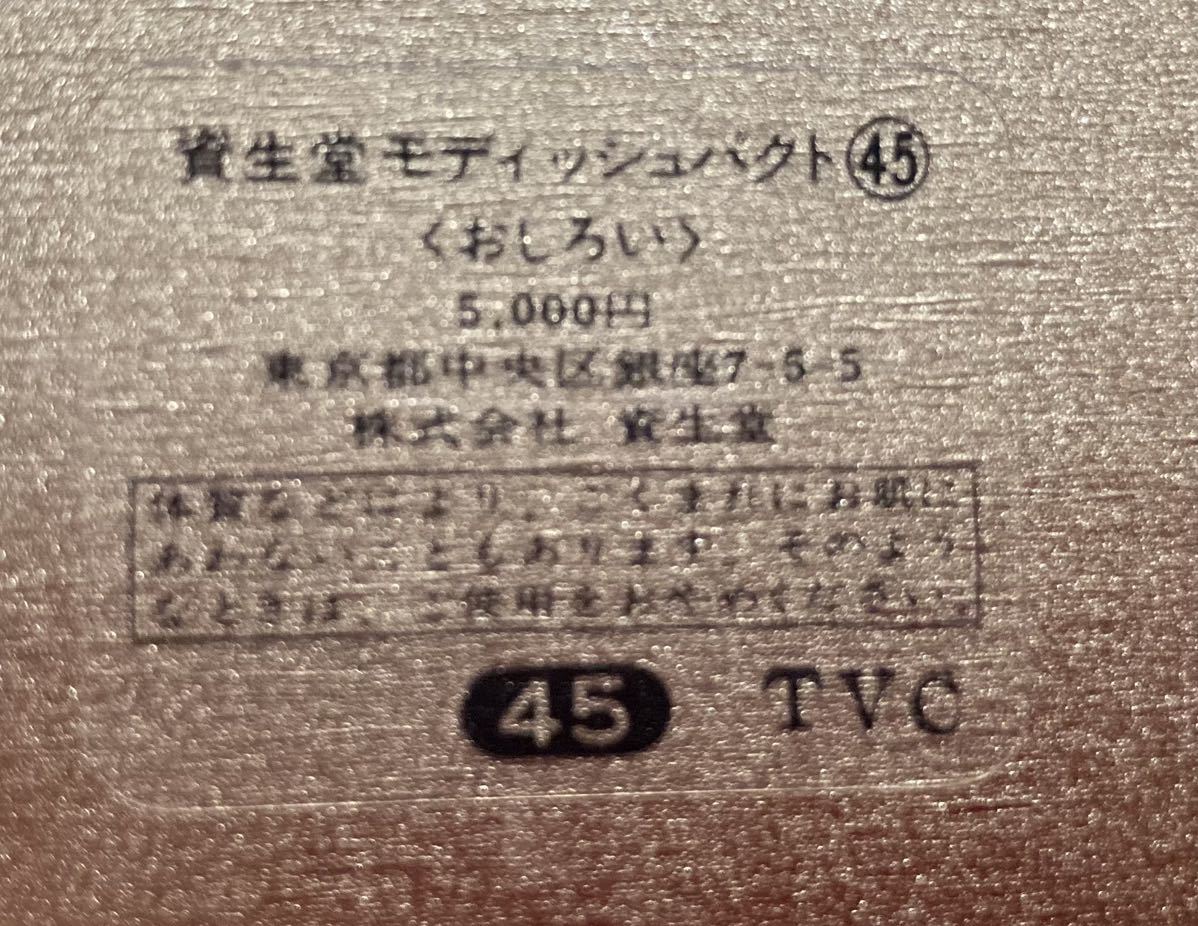 資生堂 モディッシュパクト㊺
〈おしろい〉
5,000円
東京都中央区銀座7-5-5
株式会社 資生堂
体質などにより、ごくまれにお肌に
あわないこともあります。そのよう
なときは、ご使用をおやめください。
45 TVC